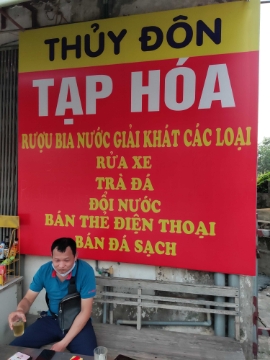 THỦY ĐÔN
TẠP HÓA
RƯỢU BIA NƯỚC GIẢI KHÁT CÁC LOẠI
RỬA XE
TRÀ ĐÁ
ĐỔI NƯỚC
BÁN THẺ ĐIỆN THOẠI
BÁN ĐÁ SẠCH